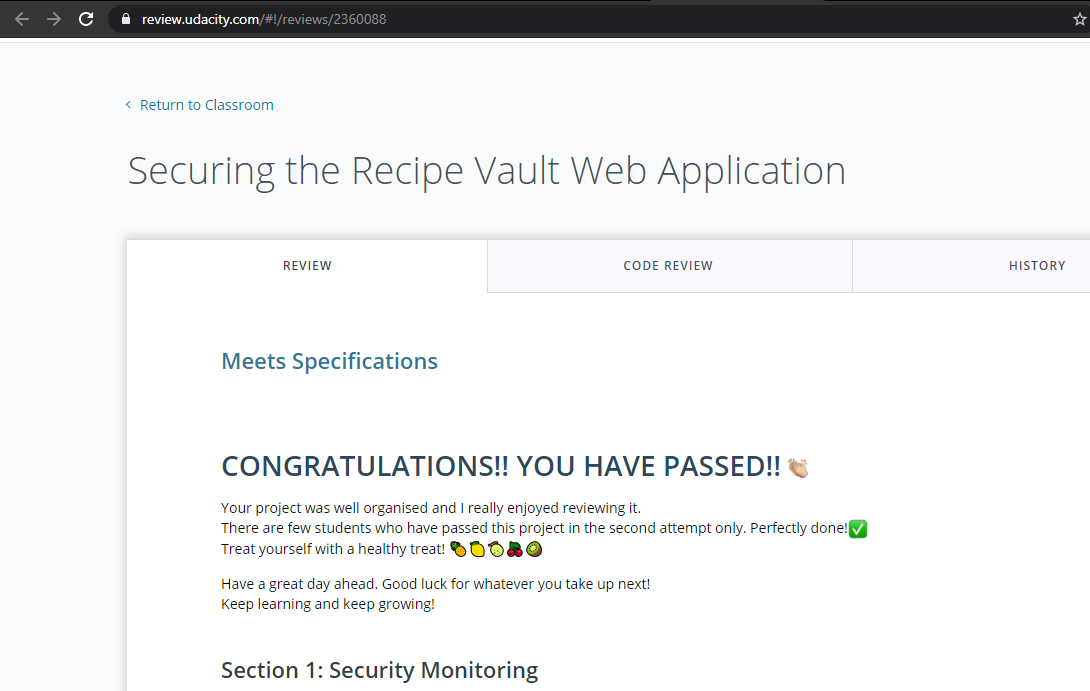 review.udacity.com/#!/reviews/2360088
Return to Classroom
Securing the Recipe Vault Web Application
REVIEW
CODE REVIEW
HISTORY
Meets Specifications
CONGRATULATIONS!! YOU HAVE PASSED!! 👏🏼
Your project was well organised and I really enjoyed reviewing it.
There are few students who have passed this project in the second attempt only. Perfectly done!✅
Treat yourself with a healthy treat! 🍍🍋🍈🍒🥝
Have a great day ahead. Good luck for whatever you take up next!
Keep learning and keep growing!
Section 1: Security Monitoring